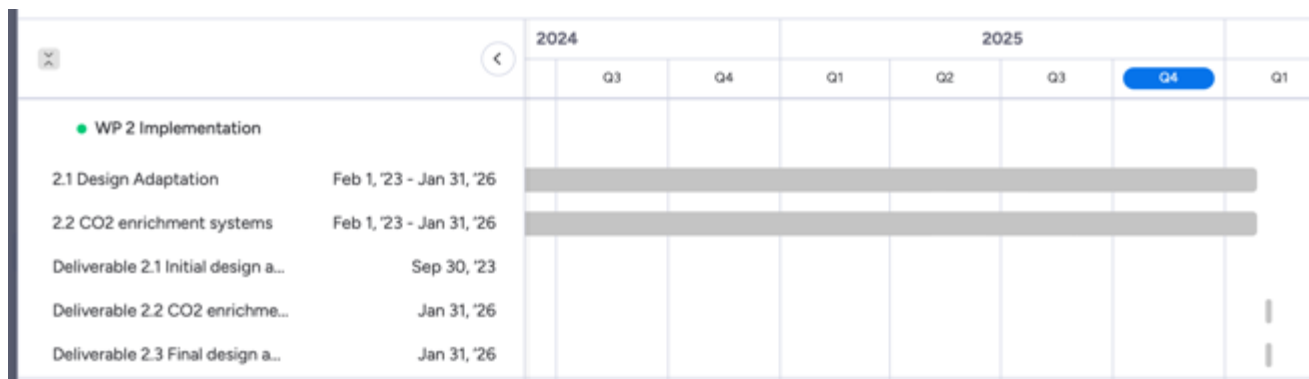 2024 2025
Q3 Q4 Q1 Q2 Q3 Q4 Q1
WP 2 Implementation
2.1 Design Adaptation Feb 1, '23 - Jan 31, '26
2.2 CO2 enrichment systems Feb 1, '23 - Jan 31, '26
Deliverable 2.1 Initial design a... Sep 30, '23
Deliverable 2.2 CO2 enrichme... Jan 31, '26
Deliverable 2.3 Final design a... Jan 31, '26